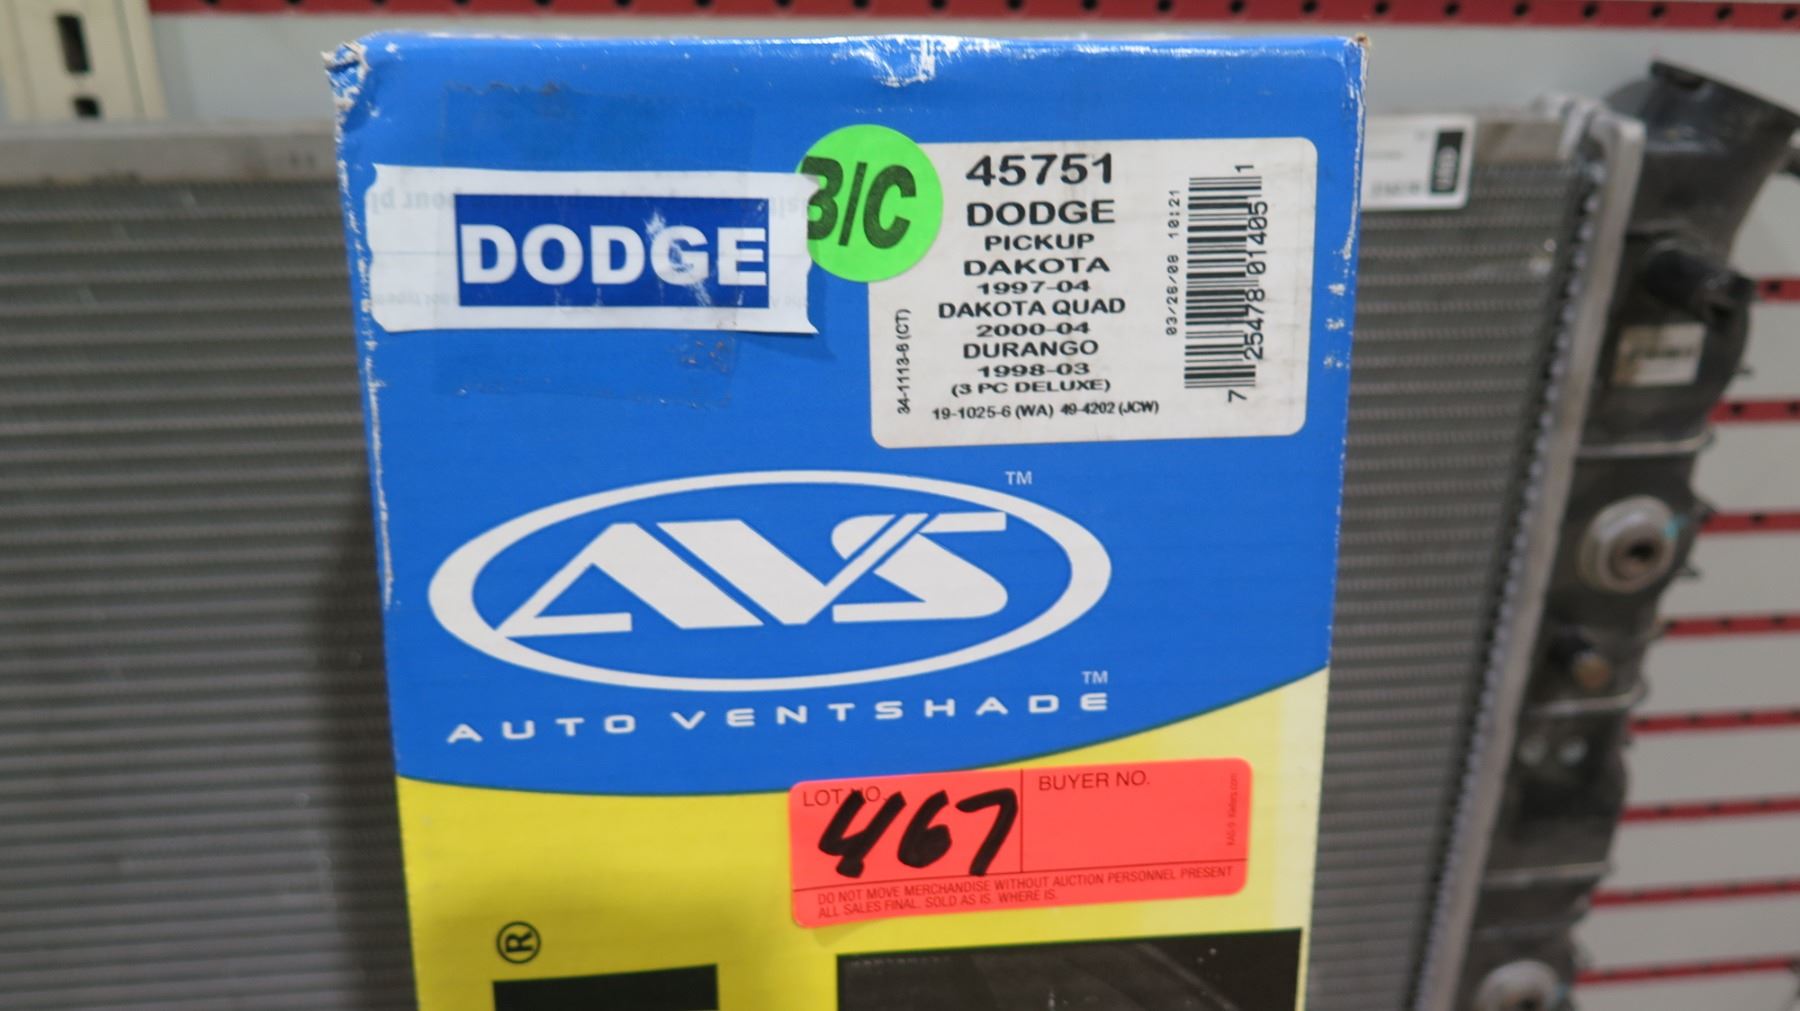 DODGE
B/C
45751
DODGE
PICKUP
DAKOTA
1997-04
DAKOTA QUAD
2000-04
DURANGO
1998-03
(3 PC DELUXE)
19-1025-6 (WA) 49-4202 (JCW)
34-1113-6 (CT)
03/28/08 10:21
7 25478 01405 1
AVS TM
AUTO VENTSHADE TM
LOT NO. BUYER NO.
467
DO NOT MOVE MERCHANDISE WITHOUT AUCTION PERSONNEL PRESENT
ALL SALES FINAL. SOLD AS IS. WHERE IS.
®